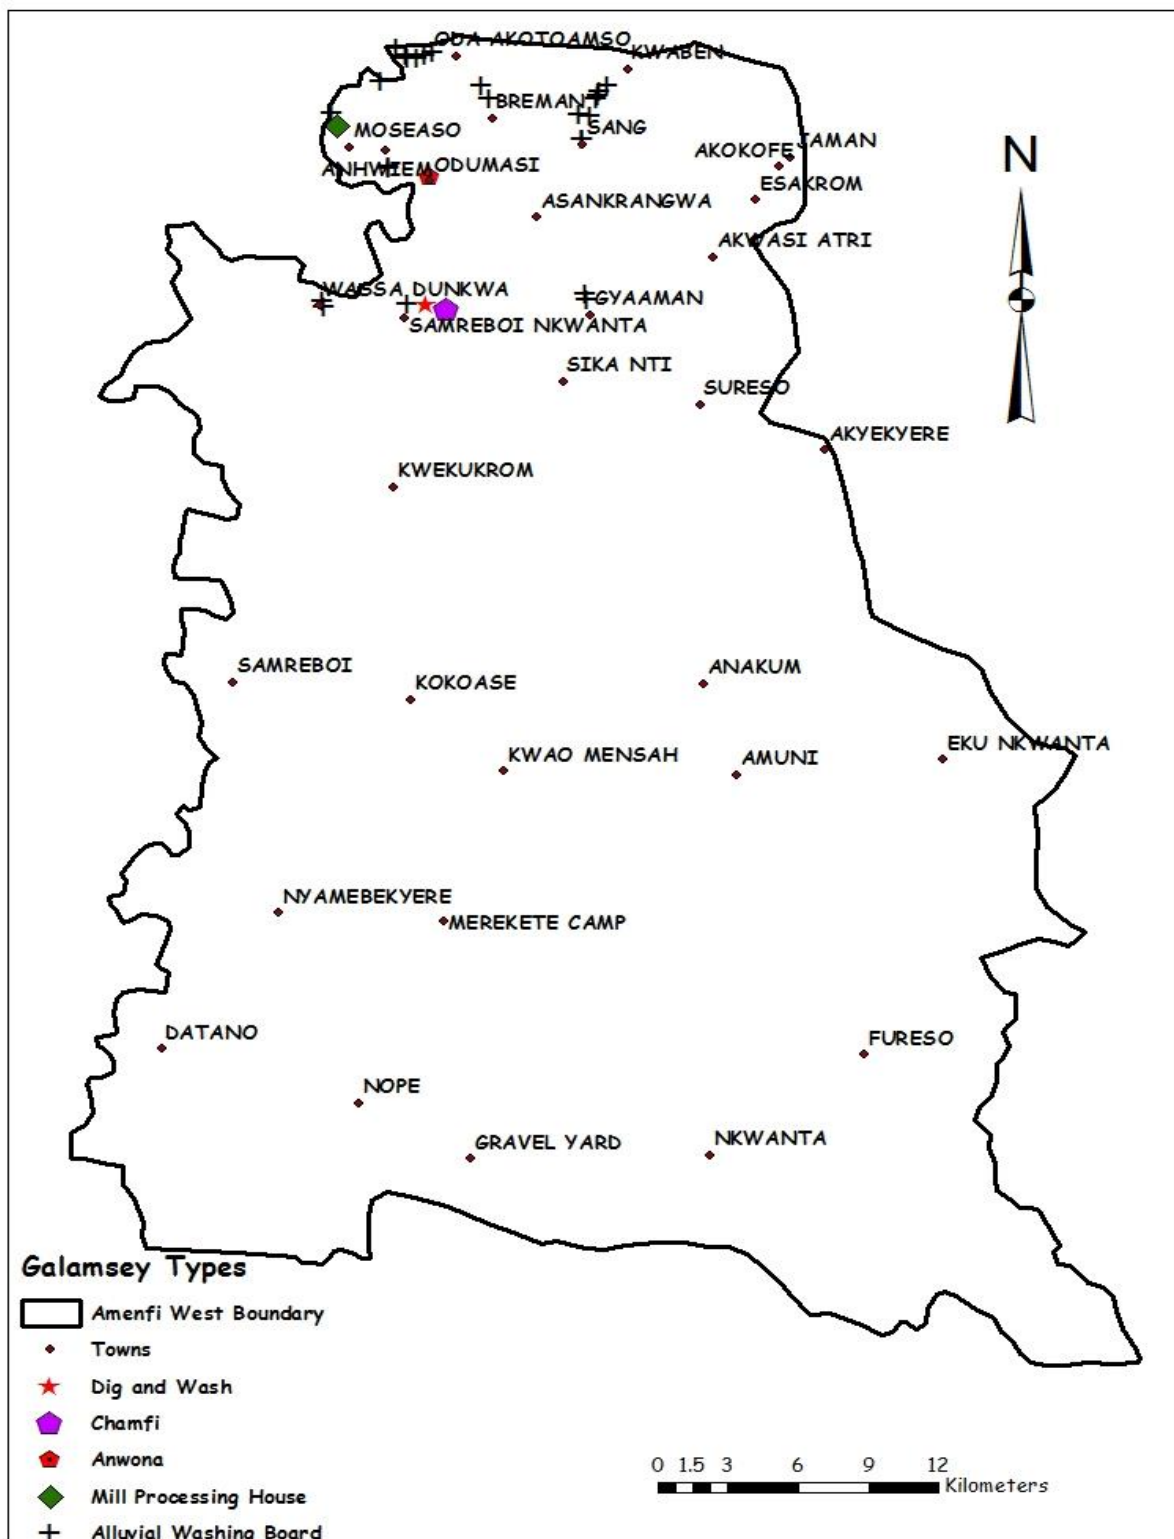 ODA AKOTOAMSO
KWABEN
BREMAN
SANG
MOSEASO
AKOKOFE
JAMAN
ANHWIEM
ODUMASI
ESAKROM
ASANKRANGWA
N
AKWASI ATRI
WASSA DUNKWA
GYAAMAN
SAMREBOI NKWANTA
SIKA NTI
SURESO
AKYEKYERE
KWEKUKROM
SAMREBOI
ANAKUM
KOKOASE
EKU NKWANTA
KWAO MENSAH
AMUNI
NYAMEBEKYERE
MEREKETE CAMP
DATANO
FURESO
NOPE
GRAVEL YARD
NKWANTA
Galamsey Types
Amenfi West Boundary
Towns
Dig and Wash
Chamfi
Anwona
Mill Processing House
Alluvial Washing Board
0 1.5 3 6 9 12
Kilometers